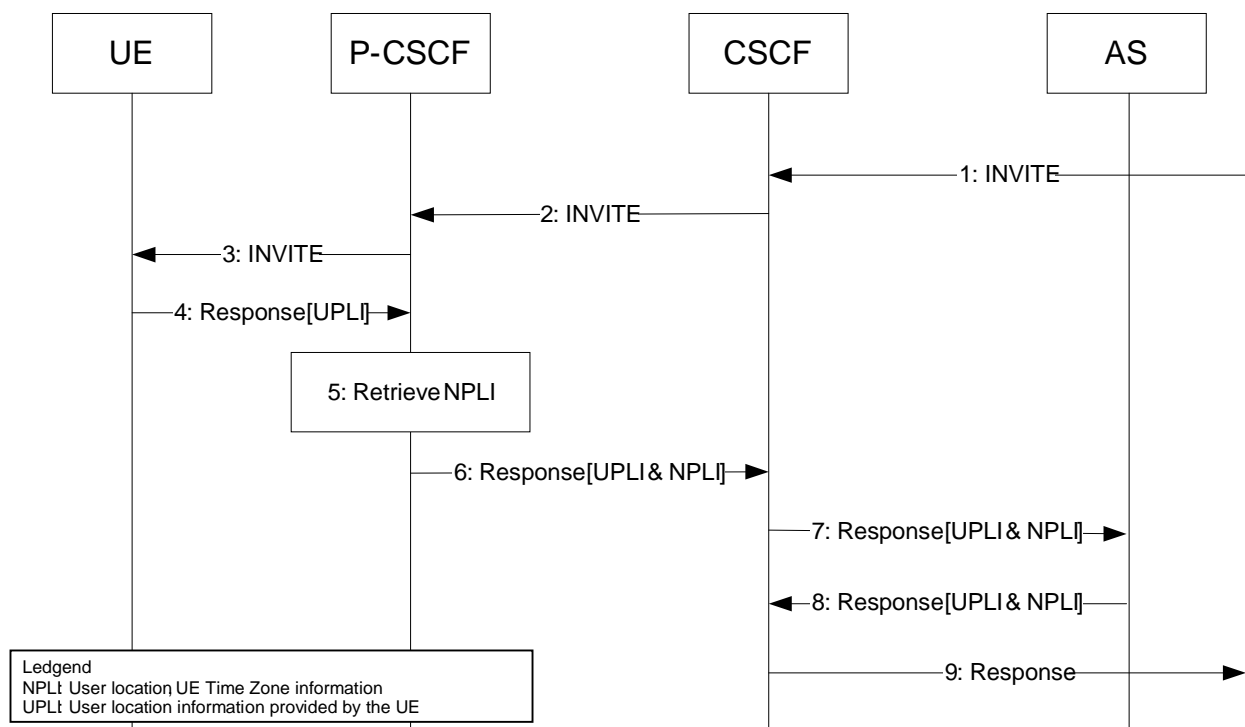 UE
P-CSCF
CSCF
AS
1: INVITE
2: INVITE
3: INVITE
4: Response[UPLI]
5: Retrieve NPLI
6: Response[UPLI & NPLI]
7: Response[UPLI & NPLI]
8: Response[UPLI & NPLI]
9: Response
Ledgend
NPLI: User location, UE Time Zone information
UPLI: User location information provided by the UE